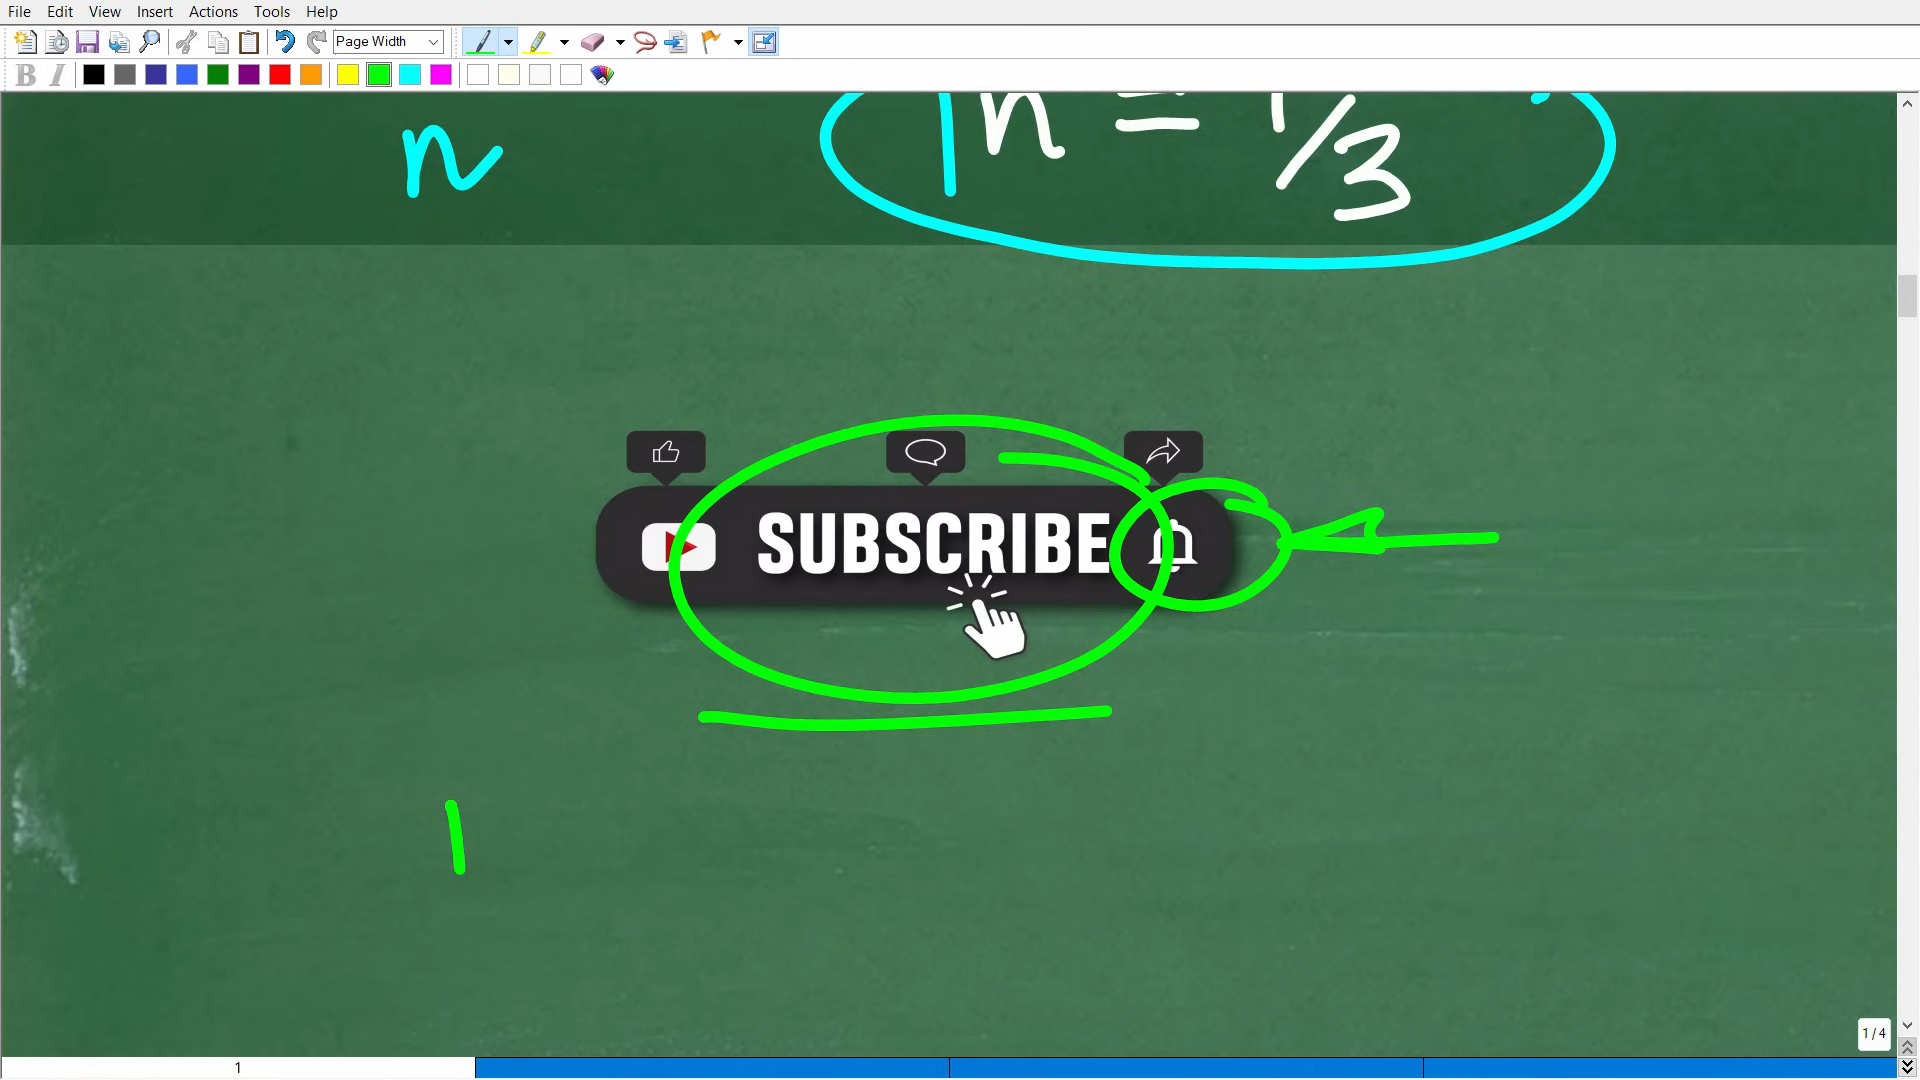 File Edit View Insert Actions Tools Help
Page Width
B I
n
n = 1/3
SUBSCRIBE
1
1 / 4
1